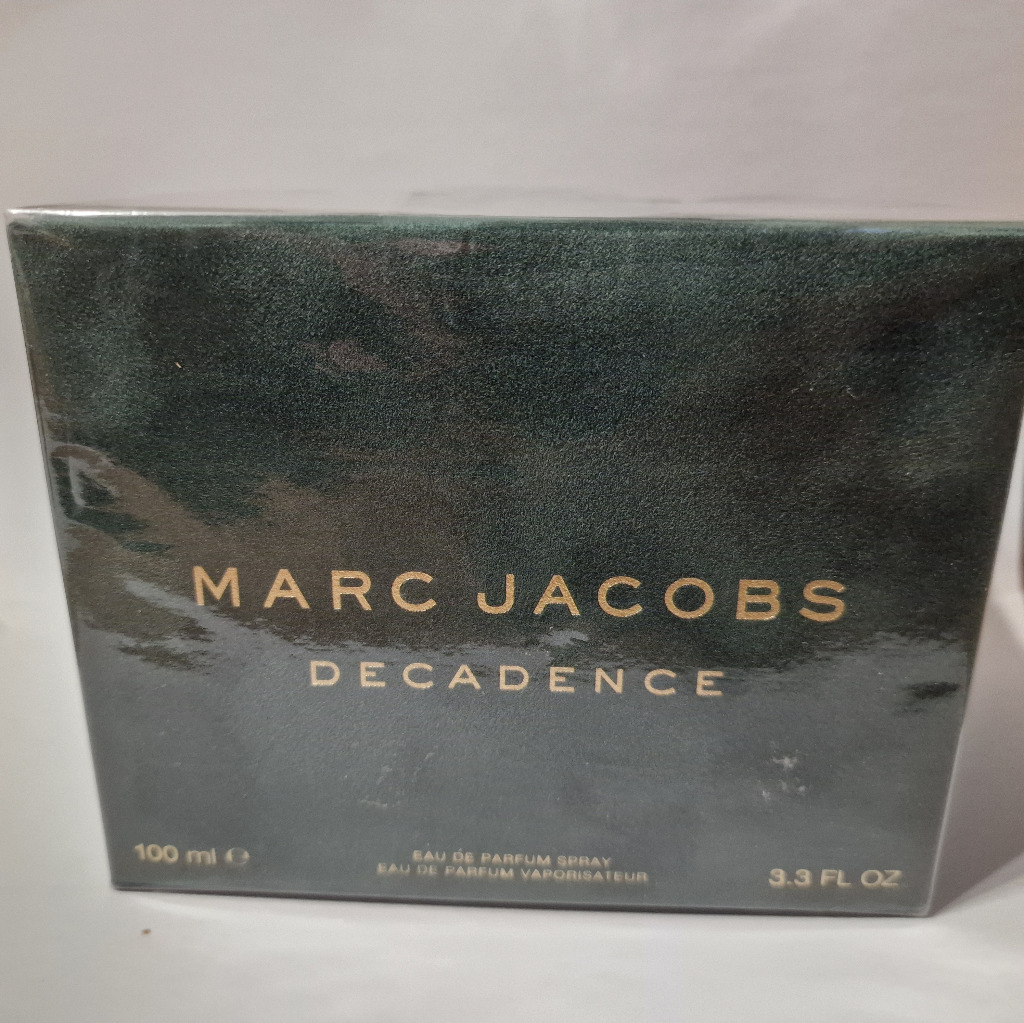 MARC JACOBS
DECADENCE
100 ml ℮
EAU DE PARFUM SPRAY
EAU DE PARFUM VAPORISATEUR
3.3 FL OZ